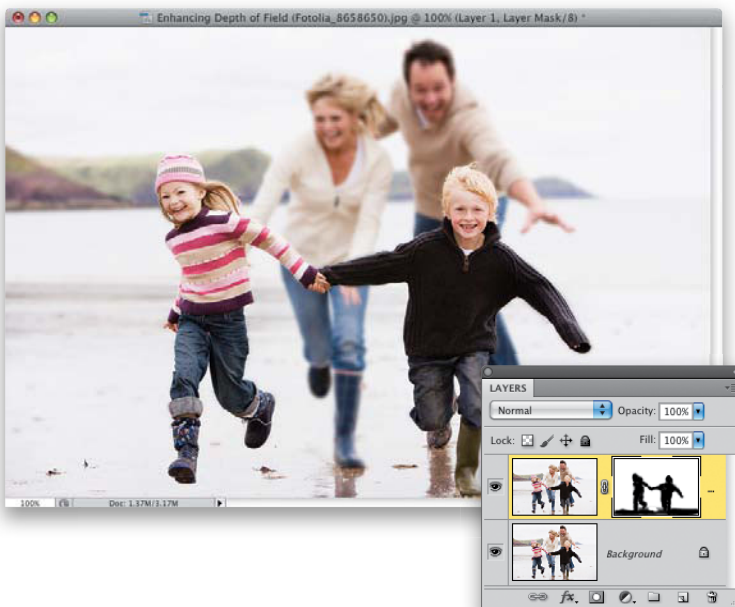 Enhancing Depth of Field (Fotolia_8658650).jpg @ 100% (Layer 1, Layer Mask/8) *
100%
Doc: 1.37M/3.17M
LAYERS
Normal
Opacity: 100%
Lock:
Fill: 100%
...
Background
fx